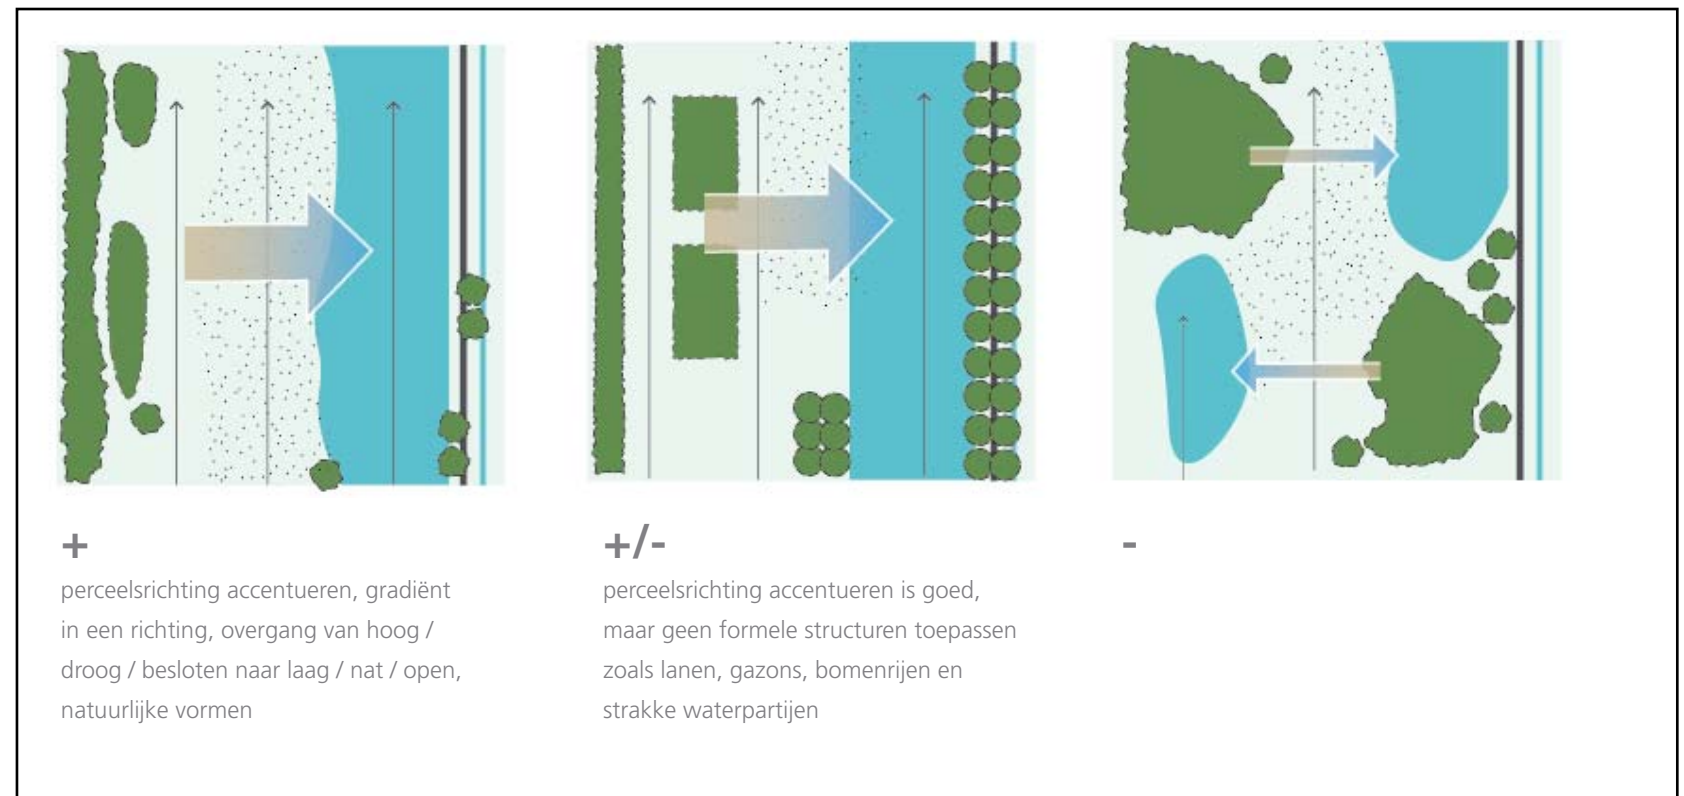 +
perceelsrichting accentueren, gradiënt
in een richting, overgang van hoog /
droog / besloten naar laag / nat / open,
natuurlijke vormen
+/-
perceelsrichting accentueren is goed,
maar geen formele structuren toepassen
zoals lanen, gazons, bomenrijen en
strakke waterpartijen
-